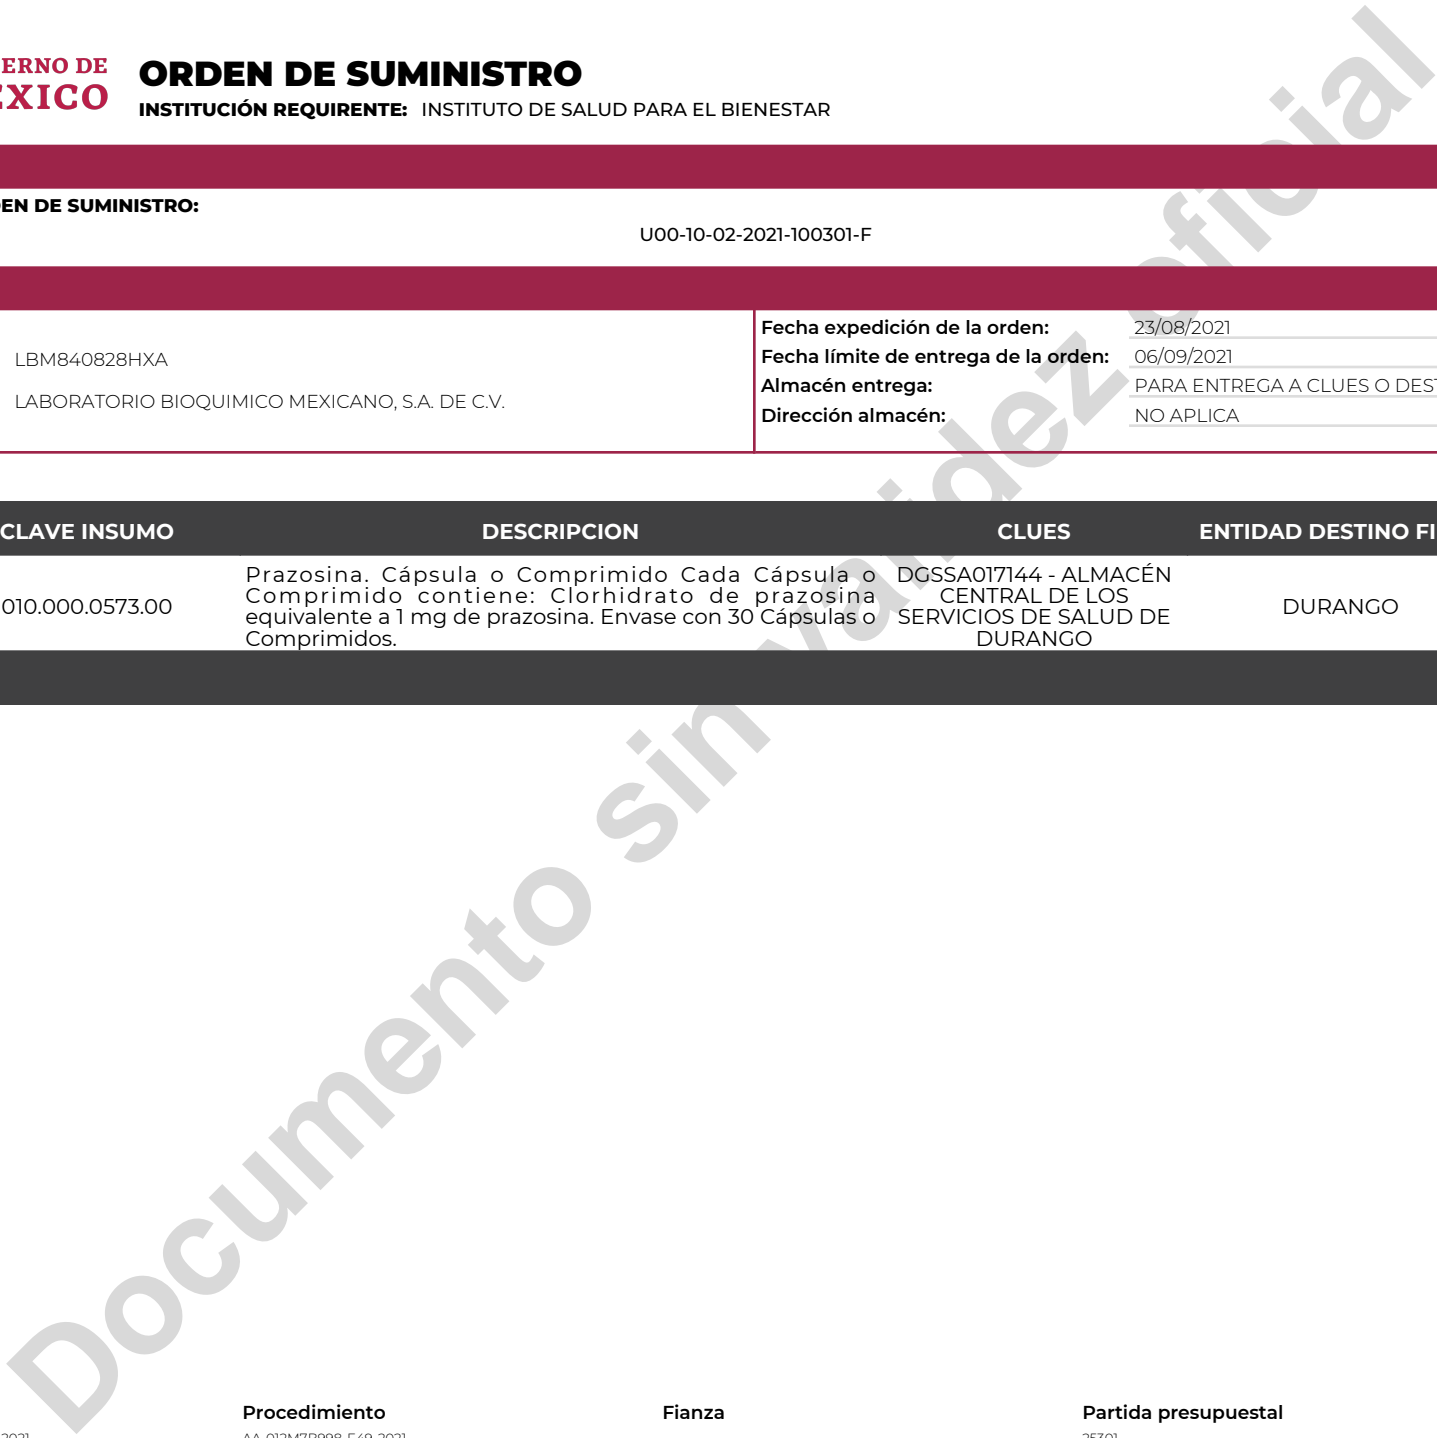 ERNO DE
ÉXICO
ORDEN DE SUMINISTRO
INSTITUCIÓN REQUIRENTE: INSTITUTO DE SALUD PARA EL BIENESTAR
EN DE SUMINISTRO:
U00-10-02-2021-100301-F
LBM840828HXA
LABORATORIO BIOQUIMICO MEXICANO, S.A. DE C.V.
Fecha expedición de la orden: 23/08/2021
Fecha límite de entrega de la orden: 06/09/2021
Almacén entrega: PARA ENTREGA A CLUES O DEST
Dirección almacén: NO APLICA
CLAVE INSUMO DESCRIPCION CLUES ENTIDAD DESTINO FI
010.000.0573.00
Prazosina. Cápsula o Comprimido Cada Cápsula o
Comprimido contiene: Clorhidrato de prazosina
equivalente a 1 mg de prazosina. Envase con 30 Cápsulas o
Comprimidos.
DGSSA017144 - ALMACÉN
CENTRAL DE LOS
SERVICIOS DE SALUD DE
DURANGO
DURANGO
Documento sin validez oficial
Procedimiento Fianza Partida presupuestal